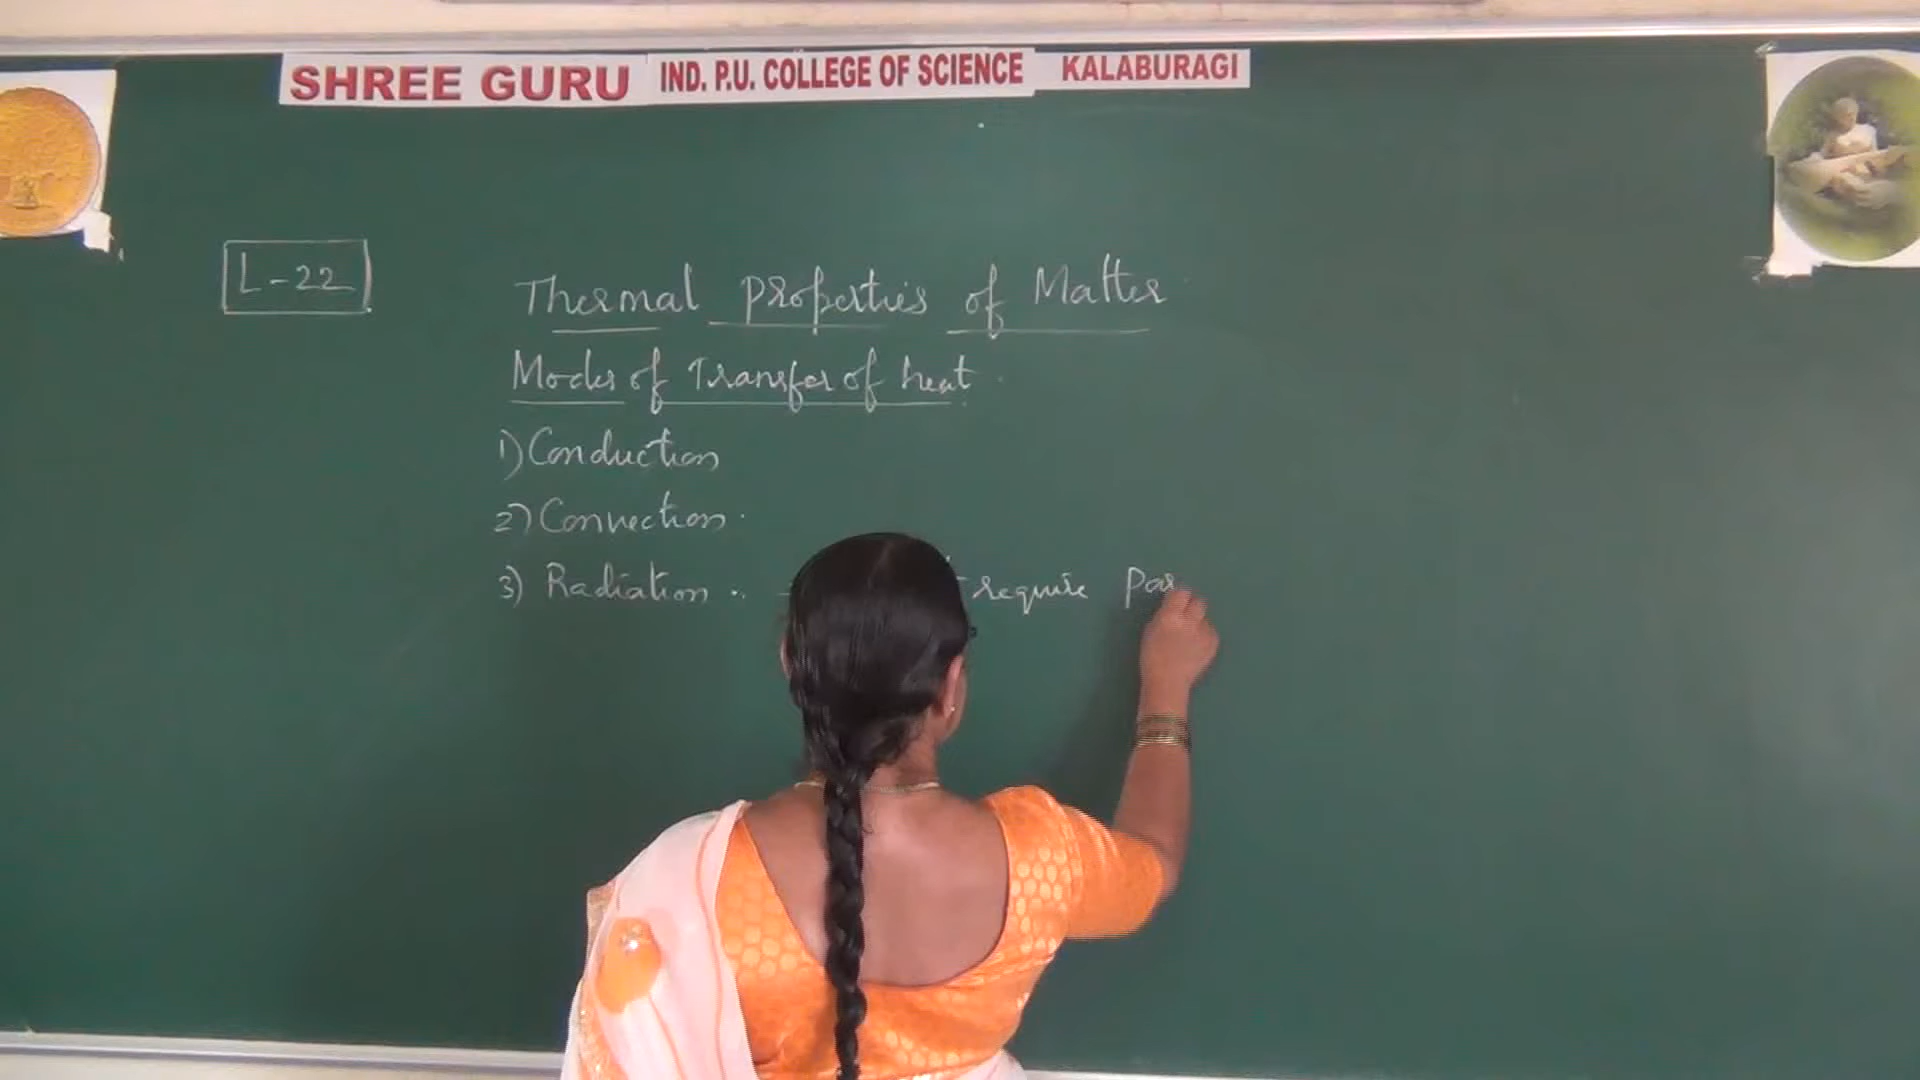 SHREE GURU IND. P.U. COLLEGE OF SCIENCE KALABURAGI
L-22
Thermal properties of Matter
Modes of Transfer of heat.
1) Conduction
2) Convection.
3) Radiation require